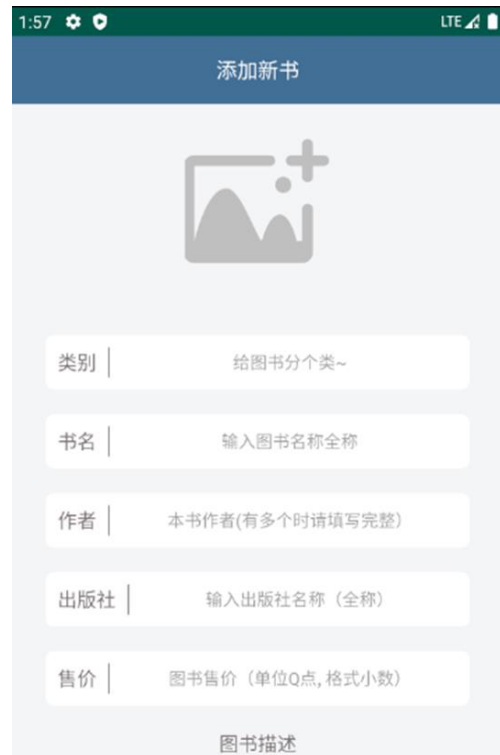 1:57 LTE
添加新书
类别 给图书分个类~
书名 输入图书名称全称
作者 本书作者(有多个时请填写完整)
出版社 输入出版社名称（全称）
售价 图书售价（单位Q点, 格式小数）
图书描述